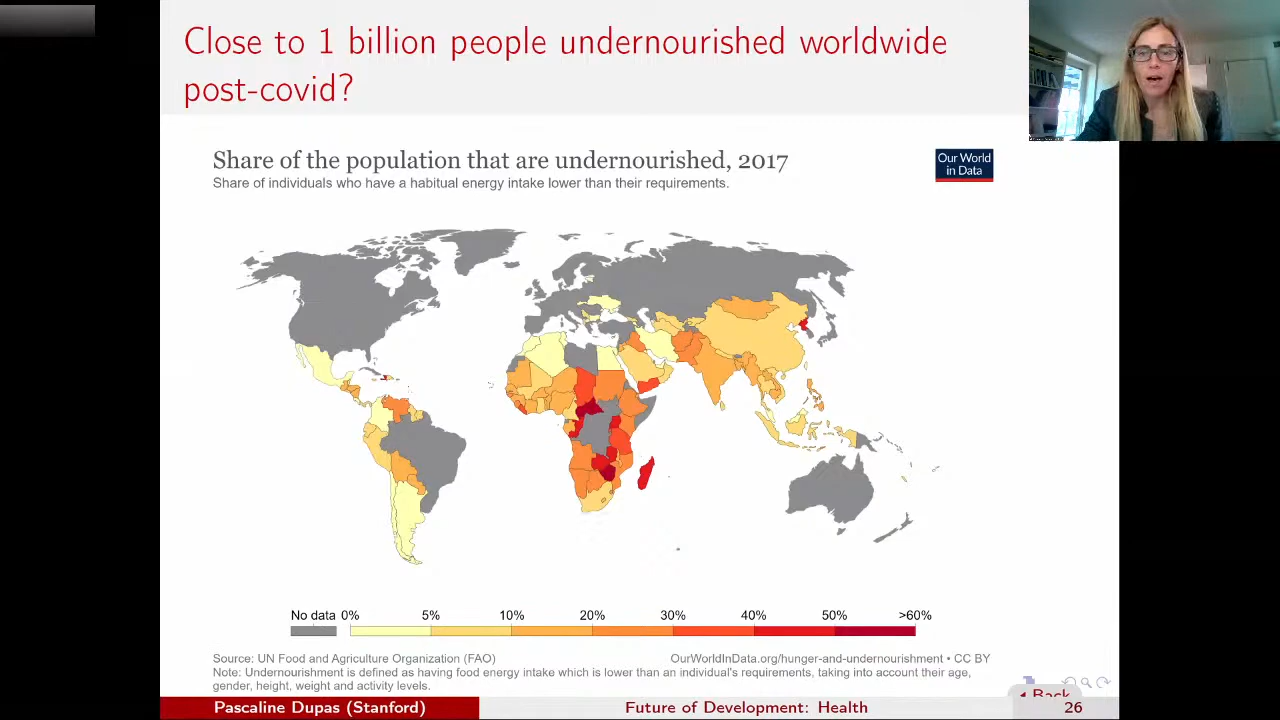 Close to 1 billion people undernourished worldwide
post-covid?
Share of the population that are undernourished, 2017
Share of individuals who have a habitual energy intake lower than their requirements.
Our World
in Data
No data 0% 5% 10% 20% 30% 40% 50% >60%
Source: UN Food and Agriculture Organization (FAO)
OurWorldInData.org/hunger-and-undernourishment • CC BY
Note: Undernourishment is defined as having food energy intake which is lower than an individual's requirements, taking into account their age,
gender, height, weight and activity levels.
Back
Pascaline Dupas (Stanford) Future of Development: Health 26